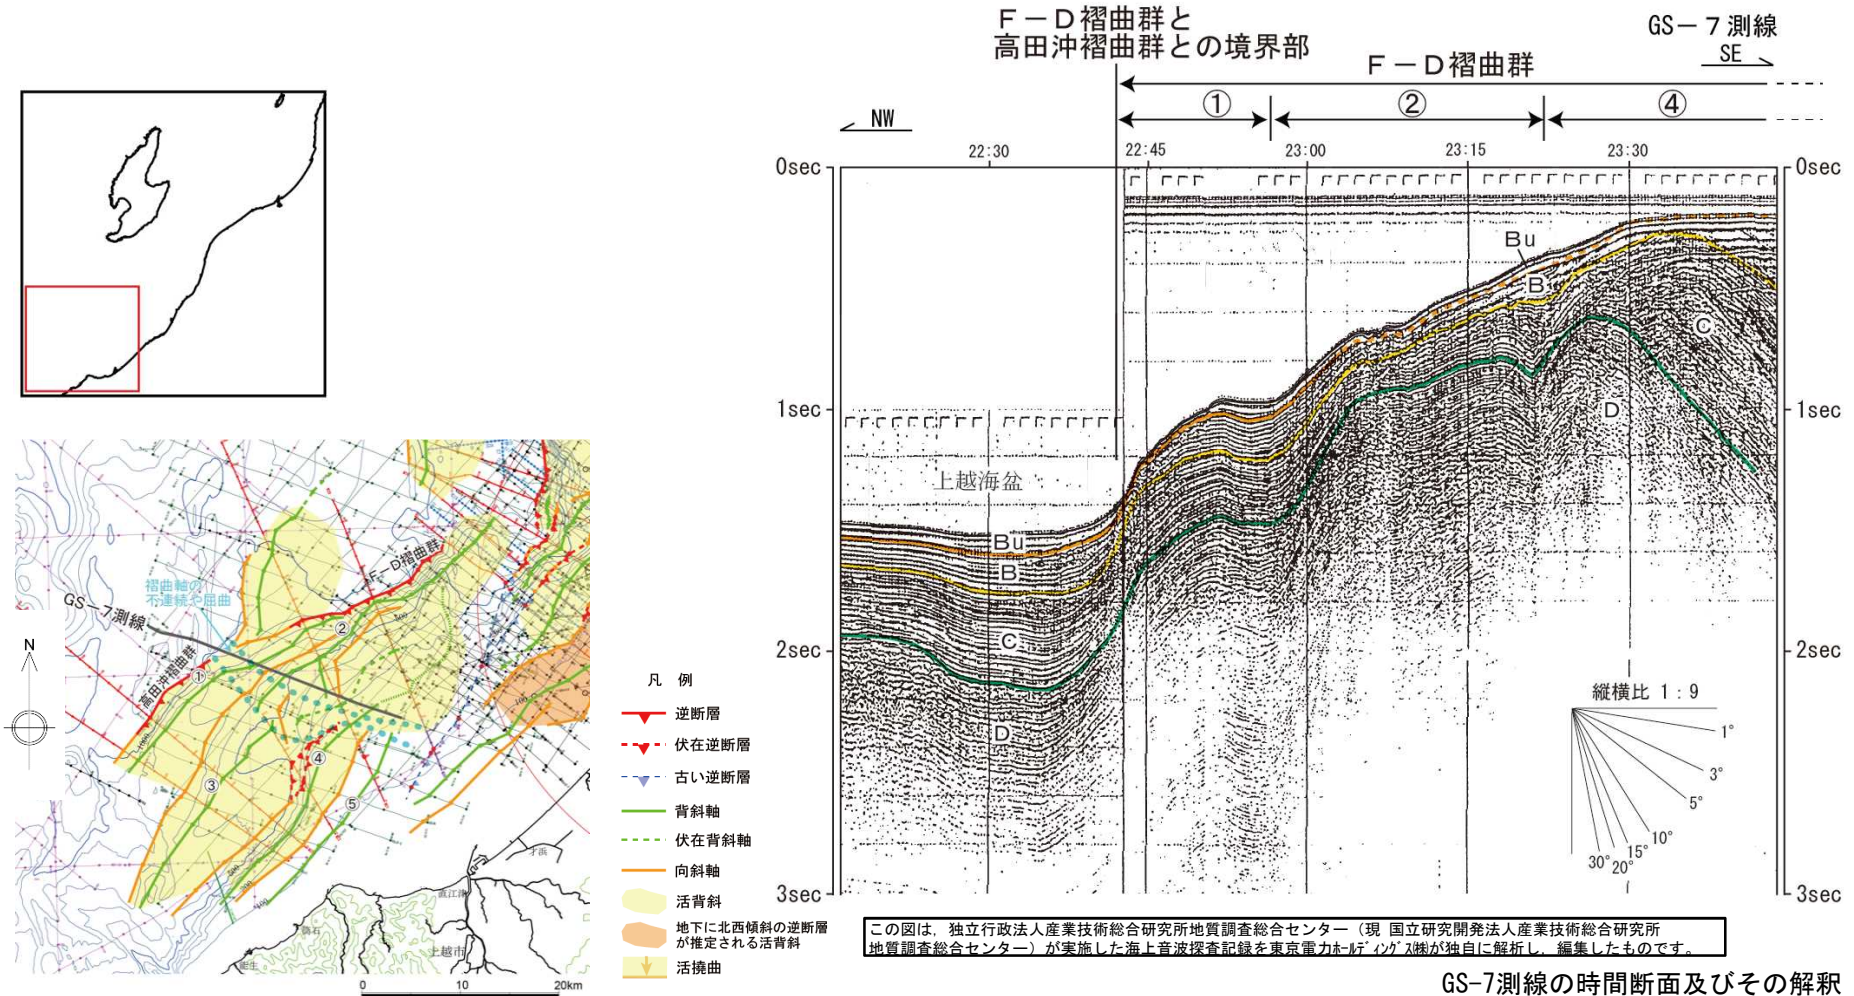 F－D褶曲群と
高田沖褶曲群との境界部
GS－7測線
SE
F－D褶曲群
① ② ④
NW
22:30 22:45 23:00 23:15 23:30
0sec 0sec
Bu
B
C
1sec 1sec
D
上越海盆
Bu
B
C
2sec 2sec
D
縦横比 1：9
1°
3°
5°
10°
15°
20°
30°
3sec 3sec
F－D褶曲群
褶曲軸の
不連続や屈曲
GS－7測線
高田沖褶曲群
①
②
③
④
⑤
N
直江津
上越市
0 10 20km
凡 例
逆断層
伏在逆断層
古い逆断層
背斜軸
伏在背斜軸
向斜軸
活背斜
地下に北西傾斜の逆断層
が推定される活背斜
活撓曲
この図は，独立行政法人産業技術総合研究所地質調査総合センター（現 国立研究開発法人産業技術総合研究所
地質調査総合センター）が実施した海上音波探査記録を東京電力ホールディングス㈱が独自に解析し，編集したものです。
GS-7測線の時間断面及びその解釈